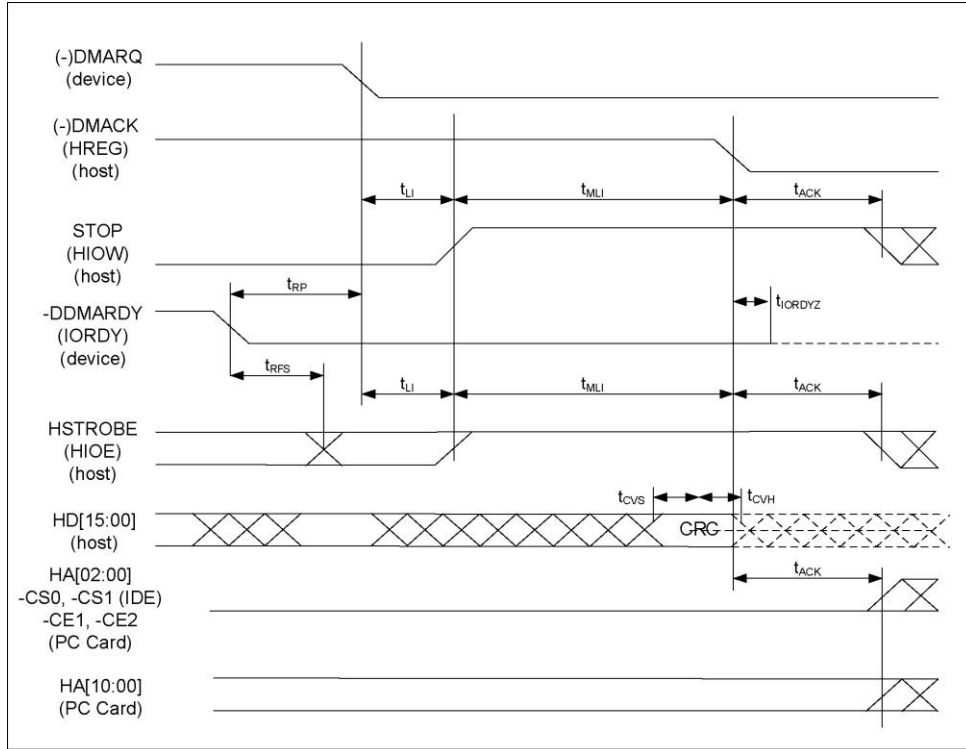 (-)DMARQ
(device)
(-)DMACK
(HREG)
(host)
tLI tMLI tACK
STOP
(HIOW)
(host)
tRP
tIORDYZ
-DDMARDY
(IORDY)
(device)
tRFS
tLI tMLI tACK
HSTROBE
(HIOE)
(host)
tCVS tCVH
HD[15:00]
(host)
CRC
tACK
HA[02:00]
-CS0, -CS1 (IDE)
-CE1, -CE2
(PC Card)
HA[10:00]
(PC Card)